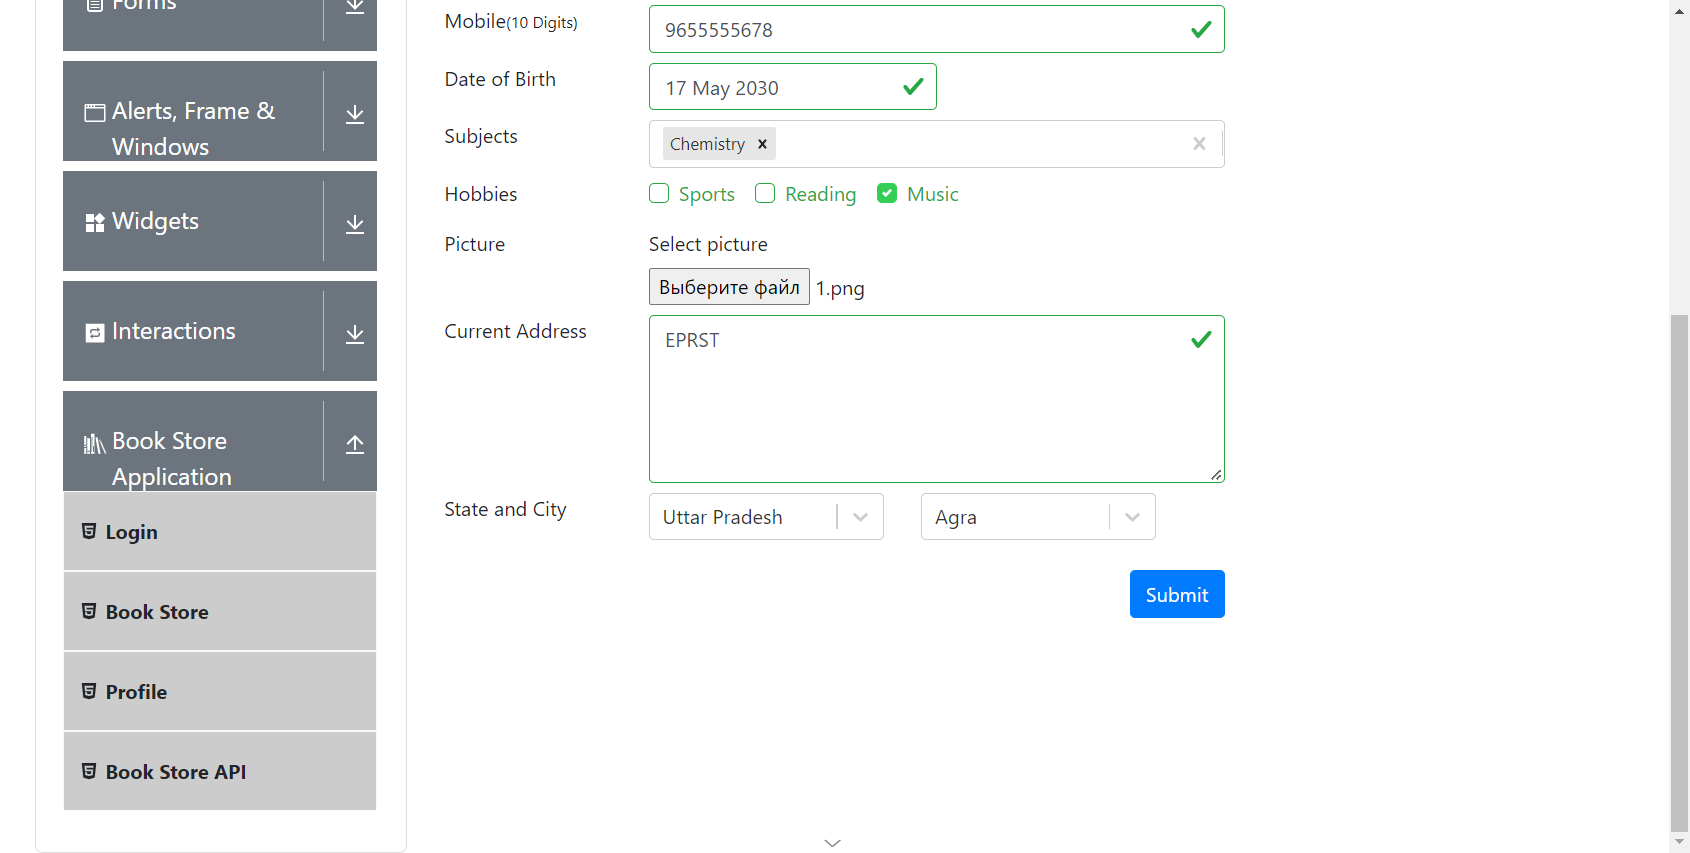 Forms
Alerts, Frame &
Windows
Widgets
Interactions
Book Store
Application
Login
Book Store
Profile
Book Store API
Mobile(10 Digits)
9655555678
Date of Birth
17 May 2030
Subjects
Chemistry
Hobbies
Sports Reading Music
Picture
Select picture
Выберите файл 1.png
Current Address
EPRST
State and City
Uttar Pradesh Agra
Submit